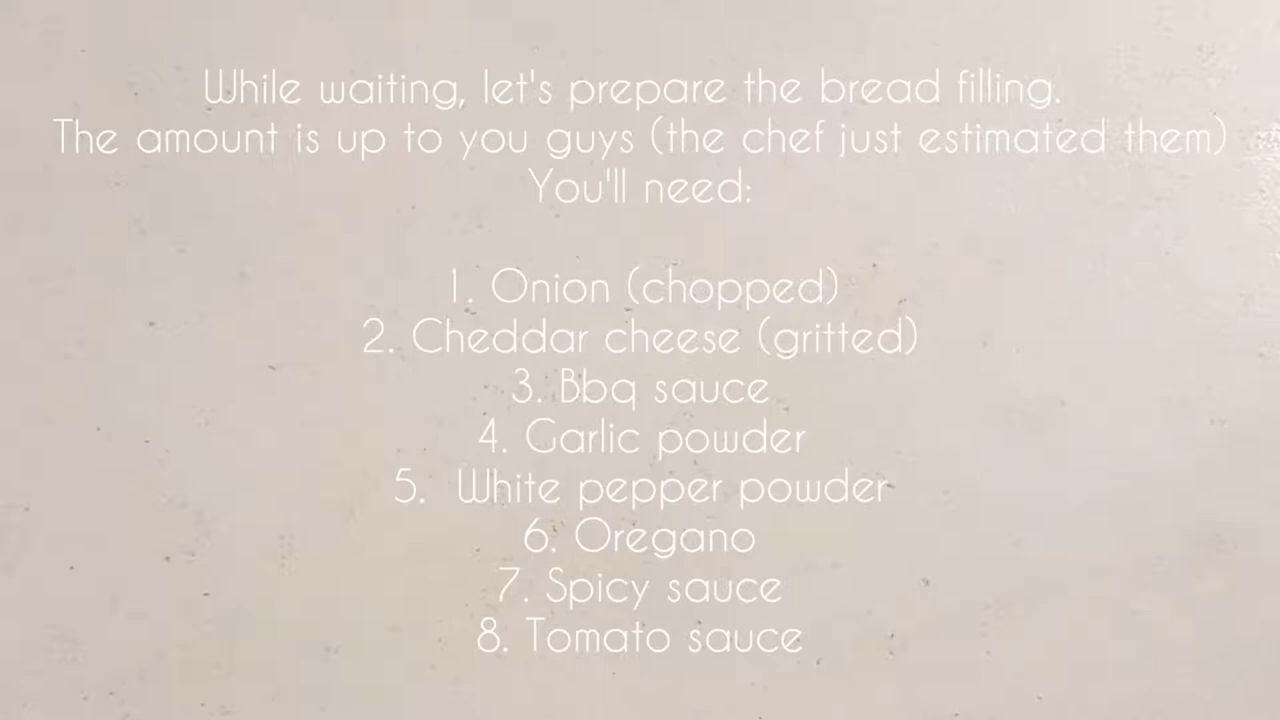 While waiting, let's prepare the bread filling.
The amount is up to you guys (the chef just estimated them)
You'll need:
1. Onion (chopped)
2. Cheddar cheese (gritted)
3. Bbq sauce
4. Garlic powder
5. White pepper powder
6. Oregano
7. Spicy sauce
8. Tomato sauce